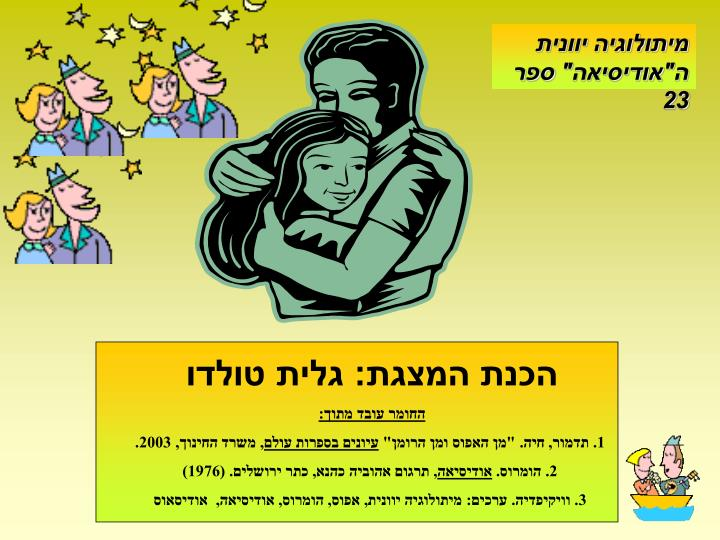 מיתולוגיה יוונית
ה"אודיסיאה" ספר
23
הכנת המצגת: גלית טולדו
החומר עובד מתוך:
1. תדמור, חיה. "מן האפוס ומן הרומן" עיונים בספרות עולם, משרד החינוך, 2003.
2. הומרוס. אודיסיאה, תרגום אהוביה כהנא, כתר ירושלים. (1976)
3. וויקיפדיה. ערכים: מיתולוגיה יוונית, אפוס, הומרוס, אודיסיאה, אודיסאוס